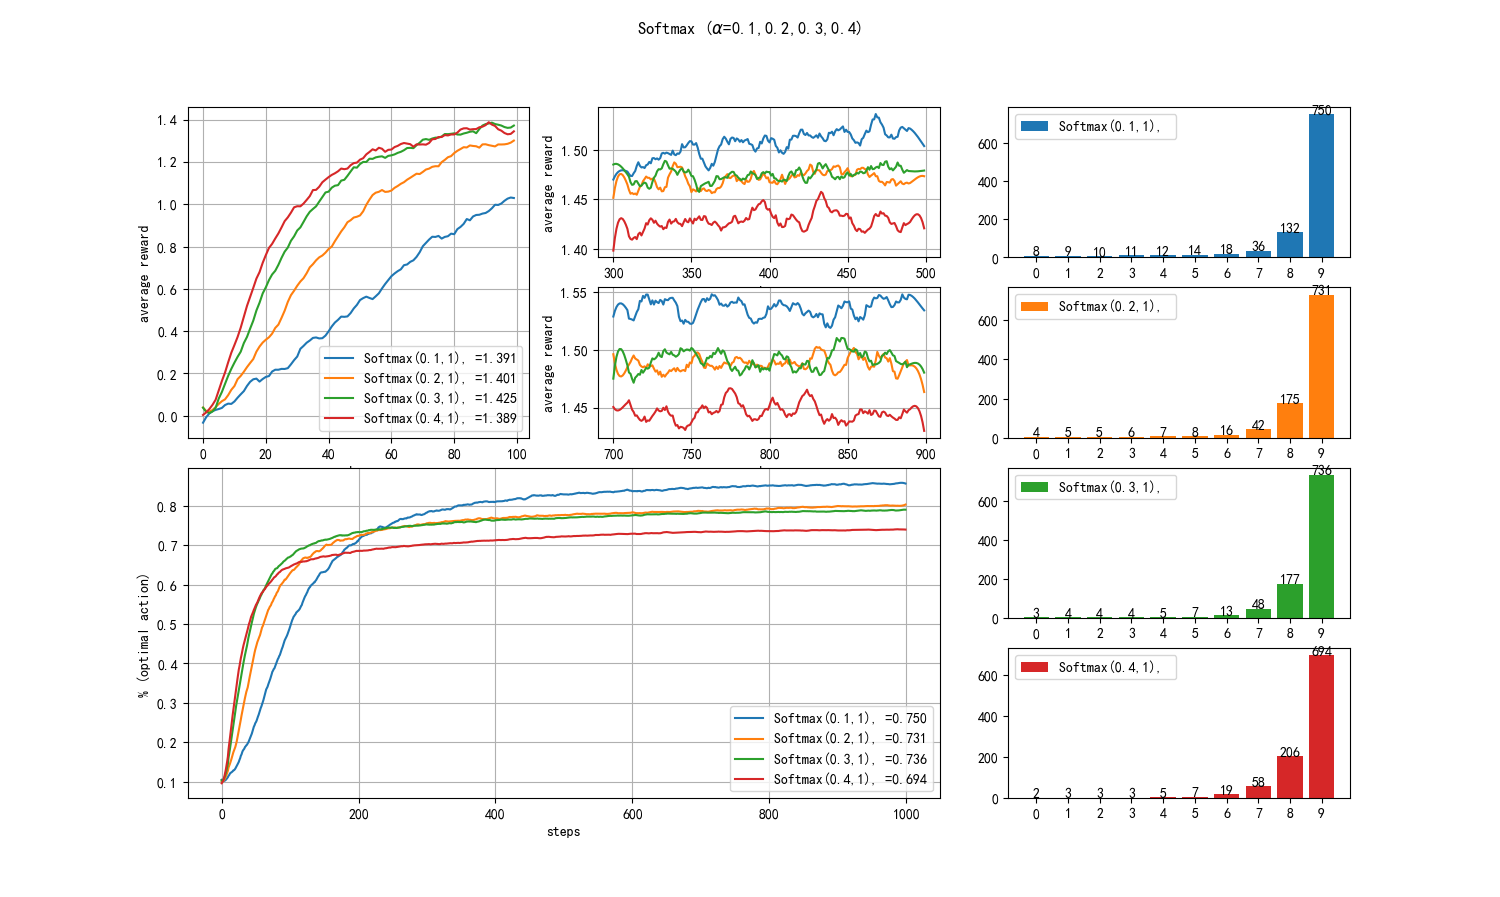 Softmax (α=0.1,0.2,0.3,0.4)
average reward
1.4
1.2
1.0
0.8
0.6
0.4
0.2
0.0
0 20 40 60 80 100
Softmax(0.1,1), =1.391
Softmax(0.2,1), =1.401
Softmax(0.3,1), =1.425
Softmax(0.4,1), =1.389
average reward
1.50
1.45
1.40
300 350 400 450 500
average reward
1.55
1.50
1.45
700 750 800 850 900
% (optimal action)
0.8
0.7
0.6
0.5
0.4
0.3
0.2
0.1
0 200 400 600 800 1000
steps
Softmax(0.1,1), =0.750
Softmax(0.2,1), =0.731
Softmax(0.3,1), =0.736
Softmax(0.4,1), =0.694
Softmax(0.1,1),
600
400
200
0
8 9 10 11 12 14 18 36 132 750
0 1 2 3 4 5 6 7 8 9
Softmax(0.2,1),
600
400
200
0
4 5 5 6 7 8 16 42 175 731
0 1 2 3 4 5 6 7 8 9
Softmax(0.3,1),
600
400
200
0
3 4 4 4 5 7 13 48 177 736
0 1 2 3 4 5 6 7 8 9
Softmax(0.4,1),
600
400
200
0
2 3 3 3 5 7 19 58 206 694
0 1 2 3 4 5 6 7 8 9